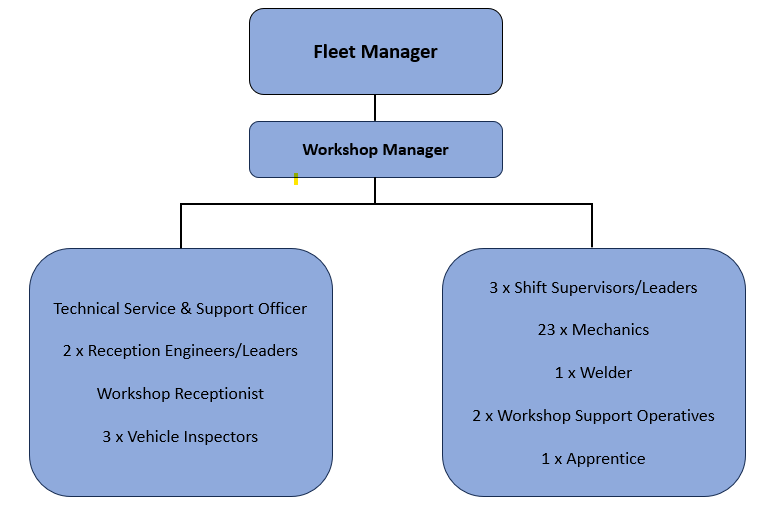 Fleet Manager
Workshop Manager
Technical Service & Support Officer
2 x Reception Engineers/Leaders
Workshop Receptionist
3 x Vehicle Inspectors
3 x Shift Supervisors/Leaders
23 x Mechanics
1 x Welder
2 x Workshop Support Operatives
1 x Apprentice